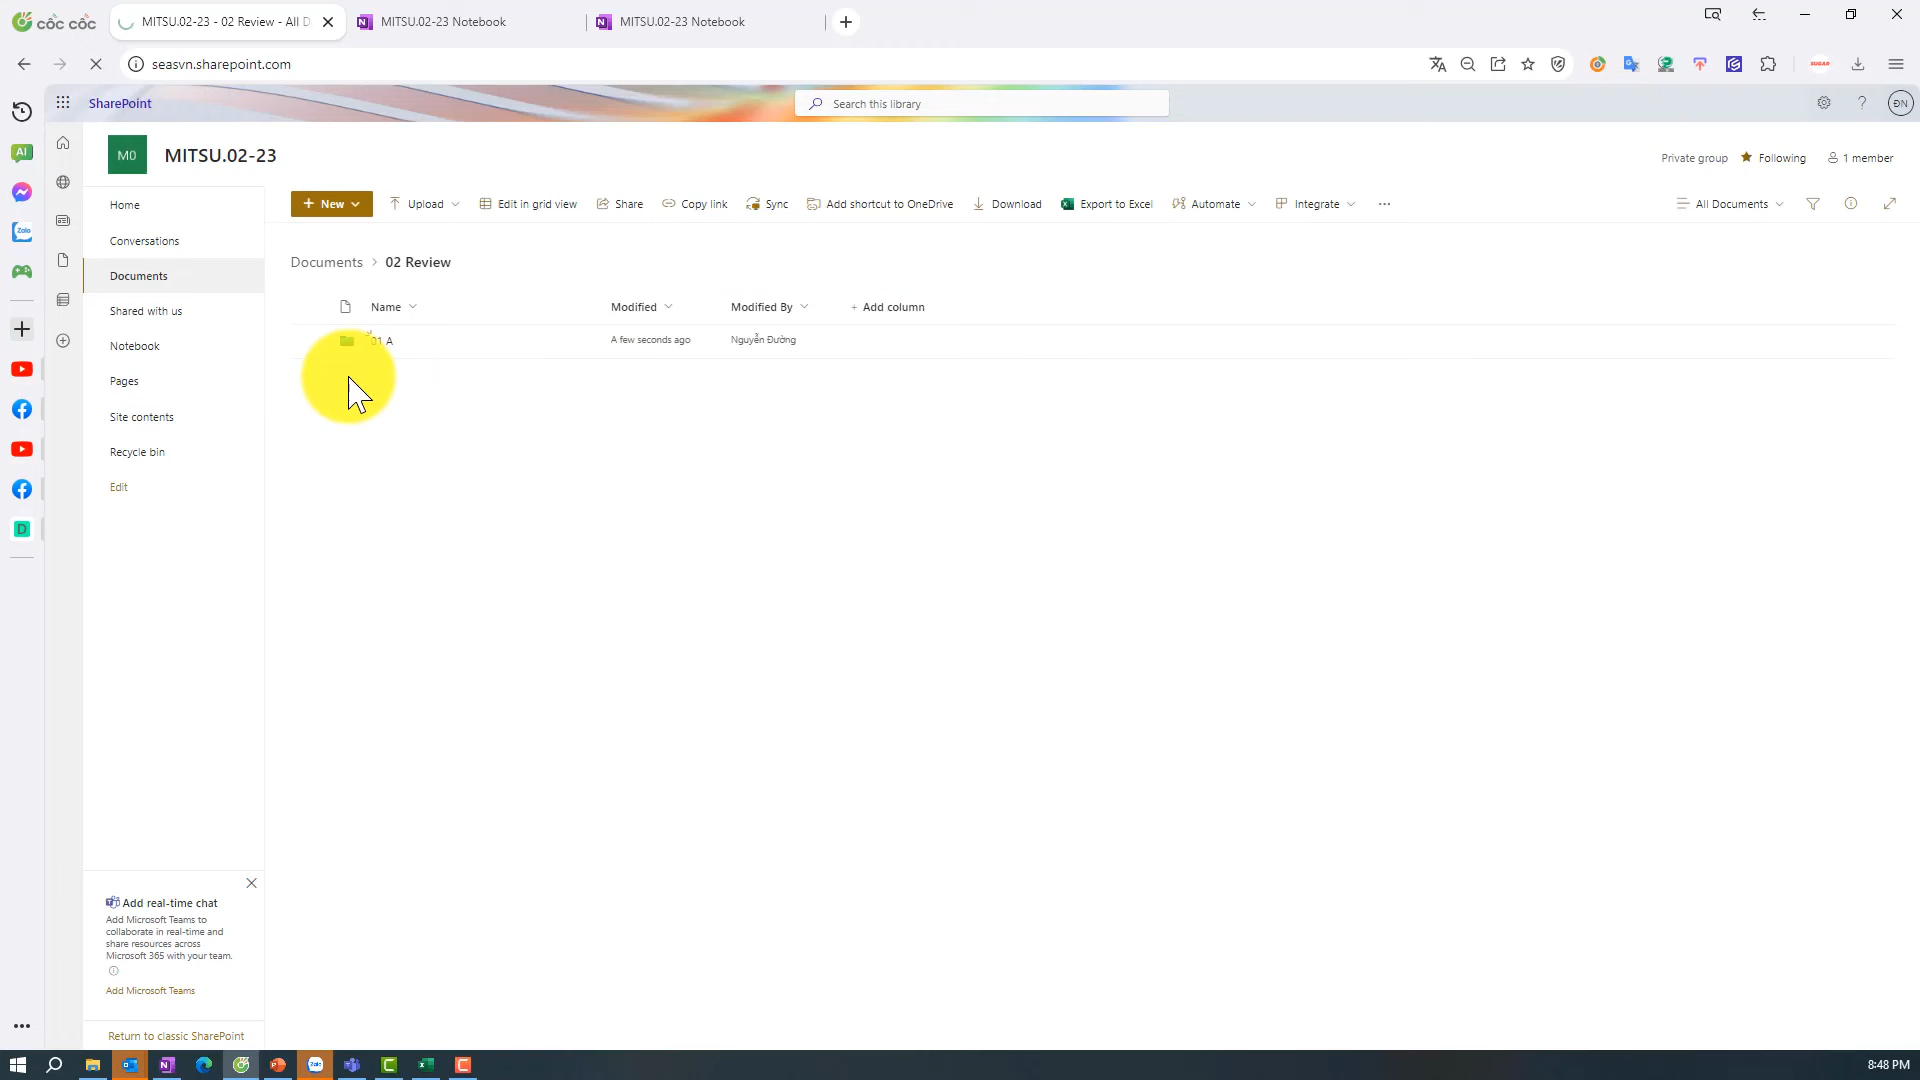 cốc cốc
MITSU.02-23 - 02 Review - All D
MITSU.02-23 Notebook
MITSU.02-23 Notebook
seasvn.sharepoint.com
SUGAR
SharePoint
Search this library
ĐN
AI
M0
MITSU.02-23
Private group
Following
1 member
Zalo
Home
Conversations
Documents
Shared with us
Notebook
Pages
Site contents
Recycle bin
Edit
New
Upload
Edit in grid view
Share
Copy link
Sync
Add shortcut to OneDrive
Download
Export to Excel
Automate
Integrate
All Documents
Documents > 02 Review
Name
Modified
Modified By
+ Add column
01 A
A few seconds ago
Nguyễn Đường
D
Add real-time chat
Add Microsoft Teams to
collaborate in real-time and
share resources across
Microsoft 365 with your team.
Add Microsoft Teams
Return to classic SharePoint
Zalo
8:48 PM